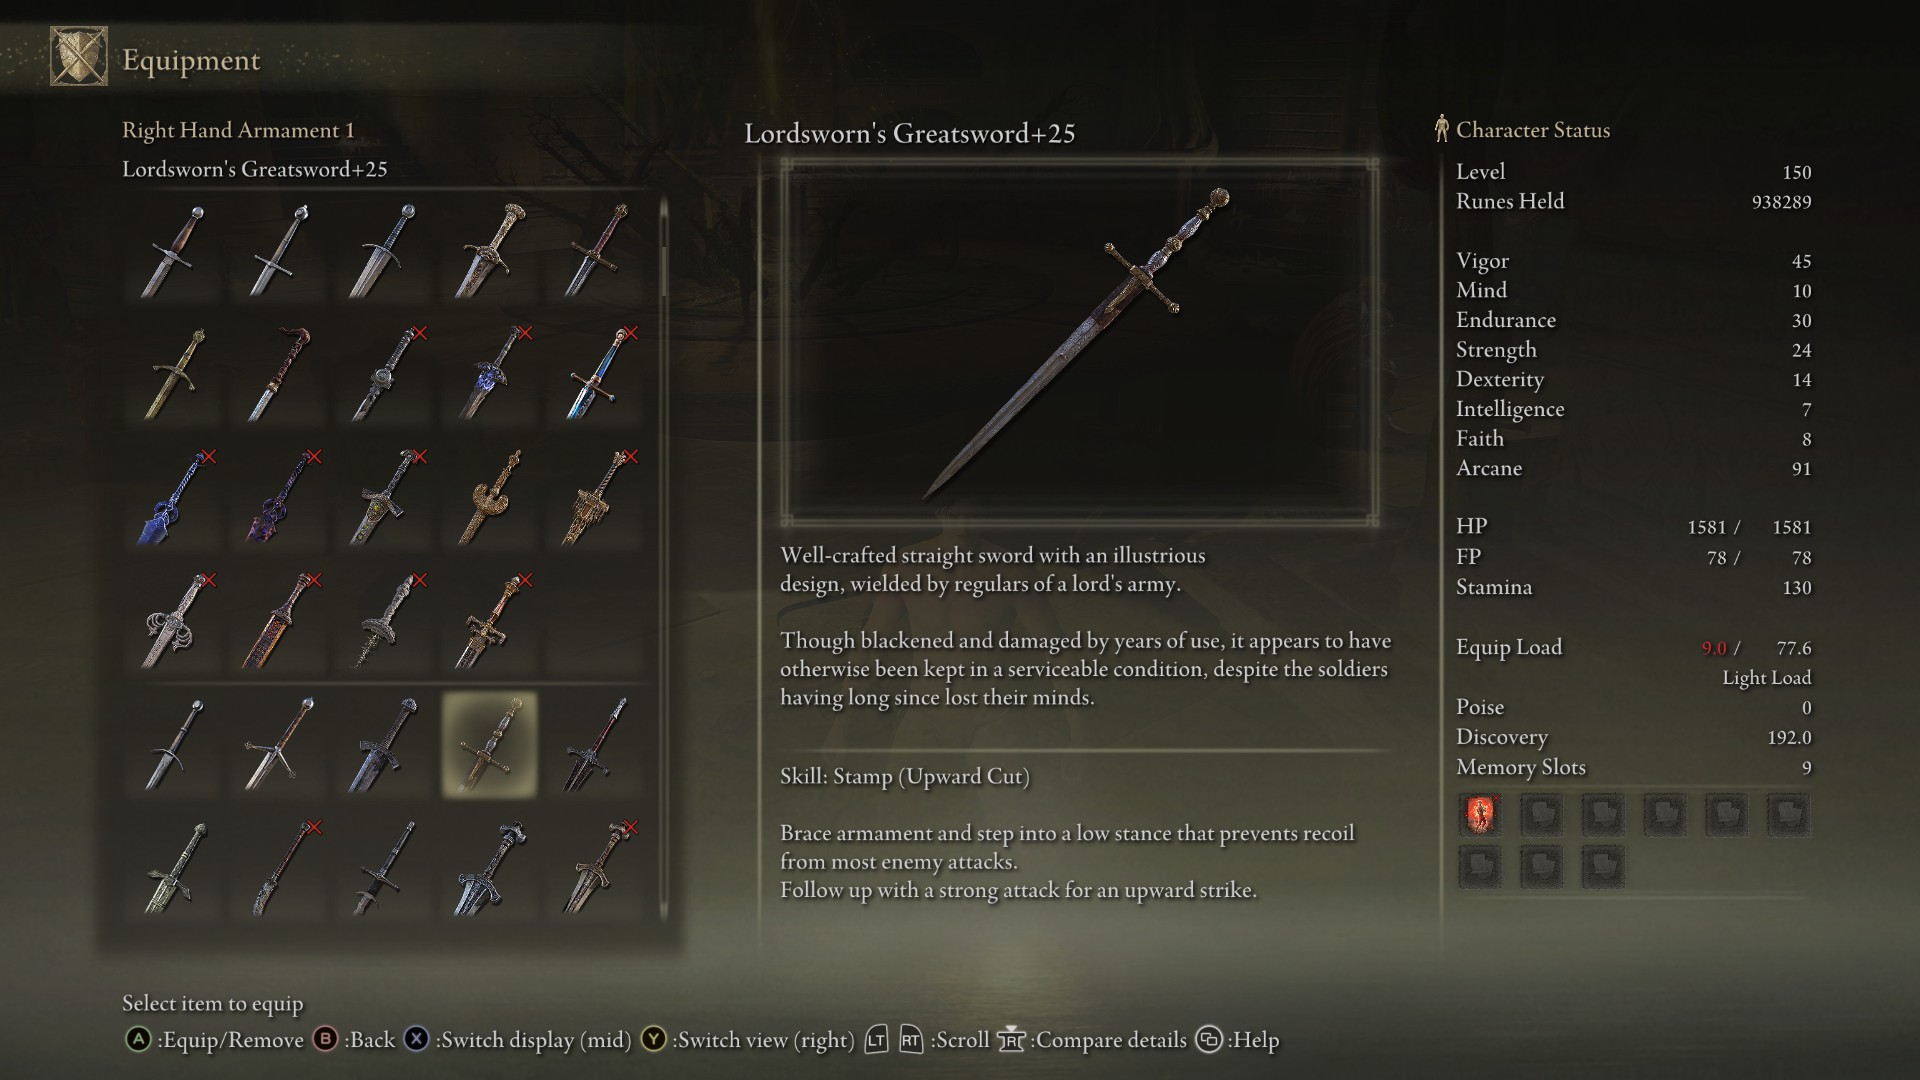 Equipment
Right Hand Armament 1
Lordsworn's Greatsword+25
Lordsworn's Greatsword+25
Well-crafted straight sword with an illustrious
design, wielded by regulars of a lord's army.
Though blackened and damaged by years of use, it appears to have
otherwise been kept in a serviceable condition, despite the soldiers
having long since lost their minds.
Skill: Stamp (Upward Cut)
Brace armament and step into a low stance that prevents recoil
from most enemy attacks.
Follow up with a strong attack for an upward strike.
Character Status
Level 150
Runes Held 938289
Vigor 45
Mind 10
Endurance 30
Strength 24
Dexterity 14
Intelligence 7
Faith 8
Arcane 91
HP 1581 / 1581
FP 78 / 78
Stamina 130
Equip Load 9.0 / 77.6
Light Load
Poise 0
Discovery 192.0
Memory Slots 9
Select item to equip
A :Equip/Remove B :Back X :Switch display (mid) Y :Switch view (right) LT RT :Scroll R :Compare details :Help